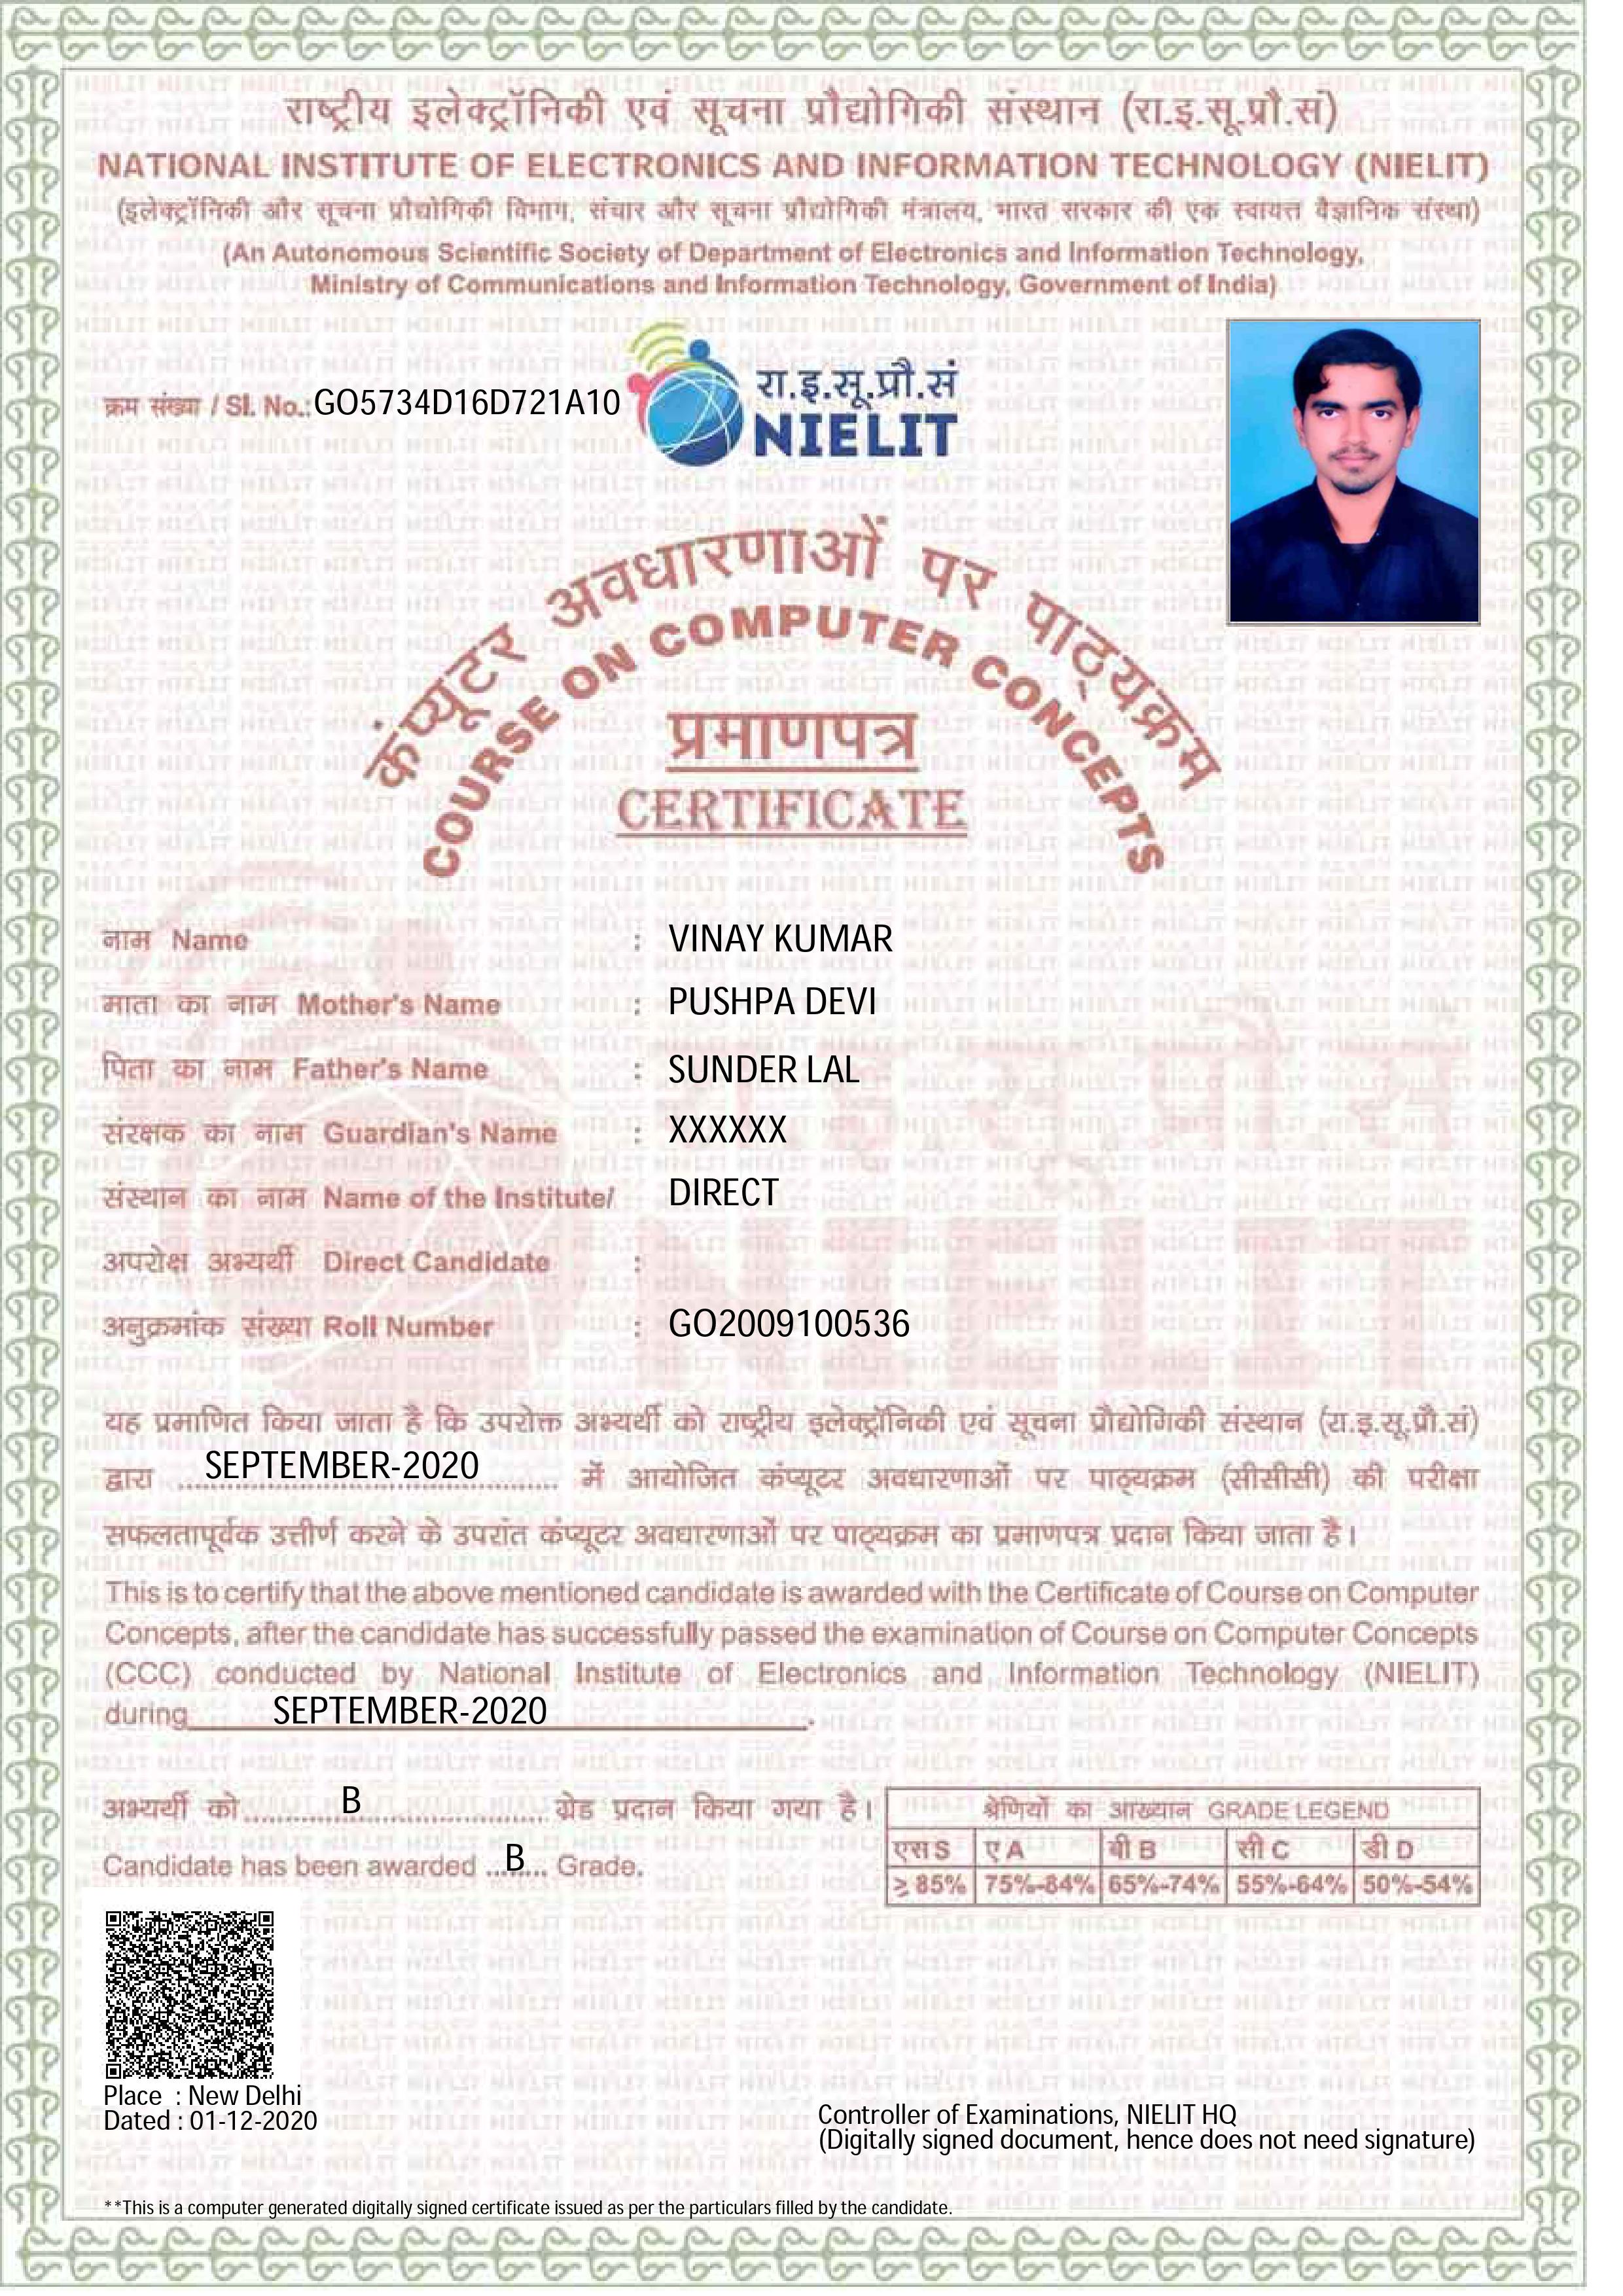 राष्ट्रीय इलेक्ट्रॉनिकी एवं सूचना प्रौद्योगिकी संस्थान (रा.इ.सू.प्रौ.सं)
NATIONAL INSTITUTE OF ELECTRONICS AND INFORMATION TECHNOLOGY (NIELIT)
(इलेक्ट्रॉनिकी और सूचना प्रौद्योगिकी विभाग, संचार और सूचना प्रौद्योगिकी मंत्रालय, भारत सरकार की एक स्वायत्त वैज्ञानिक संस्था)
(An Autonomous Scientific Society of Department of Electronics and Information Technology,
Ministry of Communications and Information Technology, Government of India)
क्रम संख्या / Sl. No.: GO5734D16D721A10
रा.इ.सू.प्रौ.सं
NIELIT
कंप्यूटर अवधारणाओं पर पाठ्यक्रम
COURSE ON COMPUTER CONCEPTS
प्रमाणपत्र
CERTIFICATE
नाम Name : VINAY KUMAR
माता का नाम Mother's Name : PUSHPA DEVI
पिता का नाम Father's Name : SUNDER LAL
संरक्षक का नाम Guardian's Name : XXXXXX
संस्थान का नाम Name of the Institute/ DIRECT
अपरोक्ष अभ्यर्थी Direct Candidate :
अनुक्रमांक संख्या Roll Number : GO2009100536
यह प्रमाणित किया जाता है कि उपरोक्त अभ्यर्थी को राष्ट्रीय इलेक्ट्रॉनिकी एवं सूचना प्रौद्योगिकी संस्थान (रा.इ.सू.प्रौ.सं)
द्वारा SEPTEMBER-2020 में आयोजित कंप्यूटर अवधारणाओं पर पाठ्यक्रम (सीसीसी) की परीक्षा
सफलतापूर्वक उत्तीर्ण करने के उपरांत कंप्यूटर अवधारणाओं पर पाठ्यक्रम का प्रमाणपत्र प्रदान किया जाता है।
This is to certify that the above mentioned candidate is awarded with the Certificate of Course on Computer
Concepts, after the candidate has successfully passed the examination of Course on Computer Concepts
(CCC) conducted by National Institute of Electronics and Information Technology (NIELIT)
during SEPTEMBER-2020.
अभ्यर्थी को B ग्रेड प्रदान किया गया है।
Candidate has been awarded B Grade.
श्रेणियों का आख्यान GRADE LEGEND
एस S ए A बी B सी C डी D
≥ 85% 75%-84% 65%-74% 55%-64% 50%-54%
Place : New Delhi
Dated : 01-12-2020
Controller of Examinations, NIELIT HQ
(Digitally signed document, hence does not need signature)
**This is a computer generated digitally signed certificate issued as per the particulars filled by the candidate.